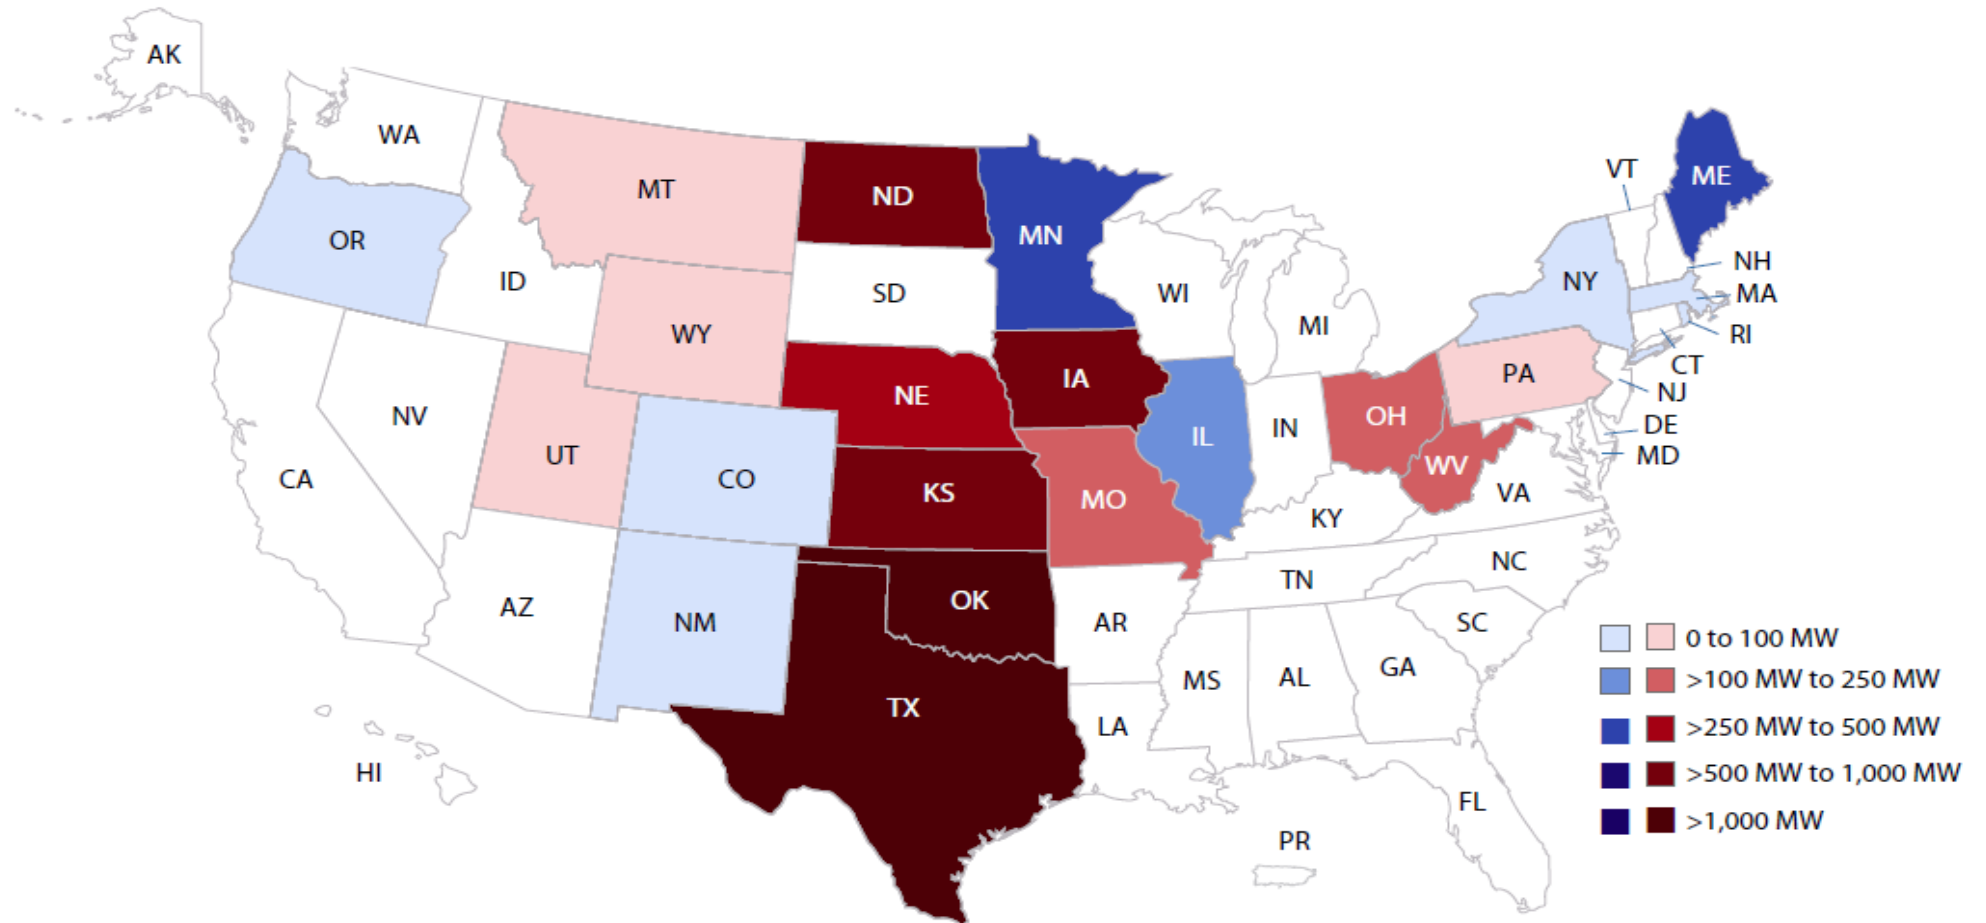 AK
WA
MT
ND
MN
VT
ME
OR
ID
SD
WI
MI
NY
NH
MA
RI
CT
WY
NE
IA
PA
NJ
NV
UT
CO
IL
IN
OH
DE
MD
CA
KS
MO
WV
VA
KY
AZ
NM
OK
AR
TN
NC
SC
TX
MS
AL
GA
LA
HI
FL
PR
0 to 100 MW
>100 MW to 250 MW
>250 MW to 500 MW
>500 MW to 1,000 MW
>1,000 MW